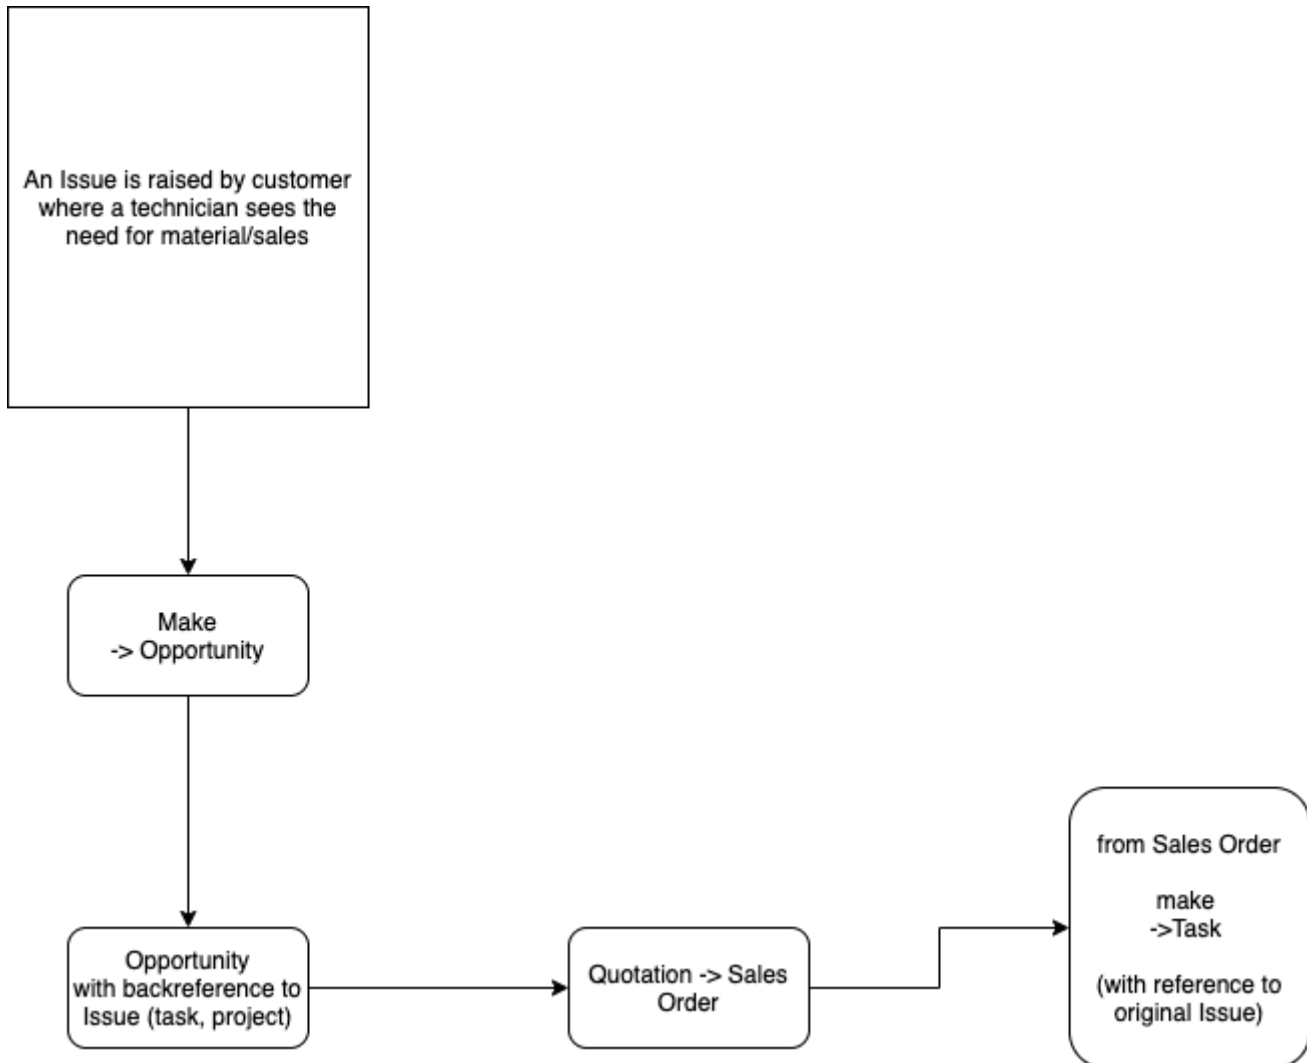 An Issue is raised by customer
where a technician sees the
need for material/sales
Make
-> Opportunity
Opportunity
with backreference to
Issue (task, project)
Quotation -> Sales
Order
from Sales Order
make
->Task
(with reference to
original Issue)